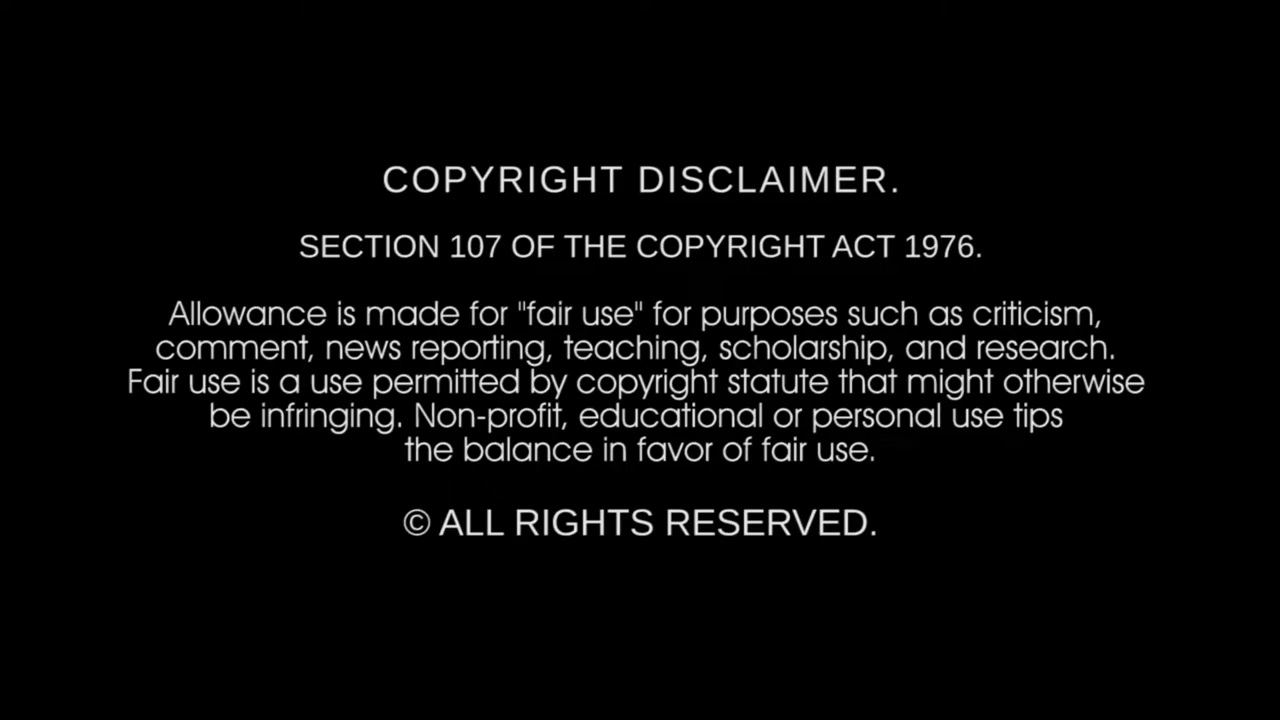 COPYRIGHT DISCLAIMER.
SECTION 107 OF THE COPYRIGHT ACT 1976.
Allowance is made for "fair use" for purposes such as criticism,
comment, news reporting, teaching, scholarship, and research.
Fair use is a use permitted by copyright statute that might otherwise
be infringing. Non-profit, educational or personal use tips
the balance in favor of fair use.
© ALL RIGHTS RESERVED.